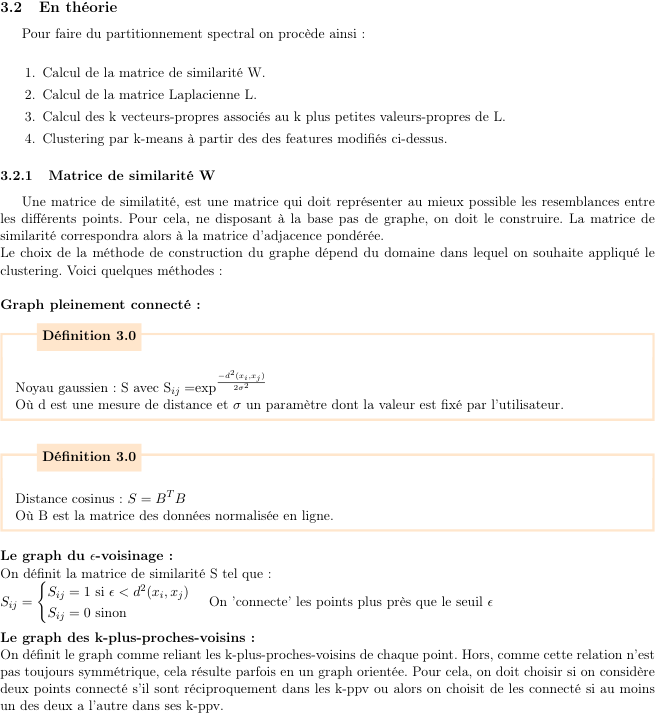 3.2 En théorie
Pour faire du partitionnement spectral on procède ainsi :
1. Calcul de la matrice de similarité W.
2. Calcul de la matrice Laplacienne L.
3. Calcul des k vecteurs-propres associés au k plus petites valeurs-propres de L.
4. Clustering par k-means à partir des des features modifiés ci-dessus.
3.2.1 Matrice de similarité W
Une matrice de similatité, est une matrice qui doit représenter au mieux possible les resemblances entre
les différents points. Pour cela, ne disposant à la base pas de graphe, on doit le construire. La matrice de
similarité correspondra alors à la matrice d'adjacence pondérée.
Le choix de la méthode de construction du graphe dépend du domaine dans lequel on souhaite appliqué le
clustering. Voici quelques méthodes :
Graph pleinement connecté :
Définition 3.0
Noyau gaussien : S avec S_{ij} =exp^{\frac{-d^2(x_i,x_j)}{2σ^2}}
Où d est une mesure de distance et σ un paramètre dont la valeur est fixé par l'utilisateur.
Définition 3.0
Distance cosinus : S = B^T B
Où B est la matrice des données normalisée en ligne.
Le graph du ϵ-voisinage :
On définit la matrice de similarité S tel que :
S_{ij} = { S_{ij} = 1 si ϵ < d^2(x_i, x_j)
S_{ij} = 0 sinon
On 'connecte' les points plus près que le seuil ϵ
Le graph des k-plus-proches-voisins :
On définit le graph comme reliant les k-plus-proches-voisins de chaque point. Hors, comme cette relation n'est
pas toujours symmétrique, cela résulte parfois en un graph orientée. Pour cela, on doit choisir si on considère
deux points connecté s'il sont réciproquement dans les k-ppv ou alors on choisit de les connecté si au moins
un des deux a l'autre dans ses k-ppv.